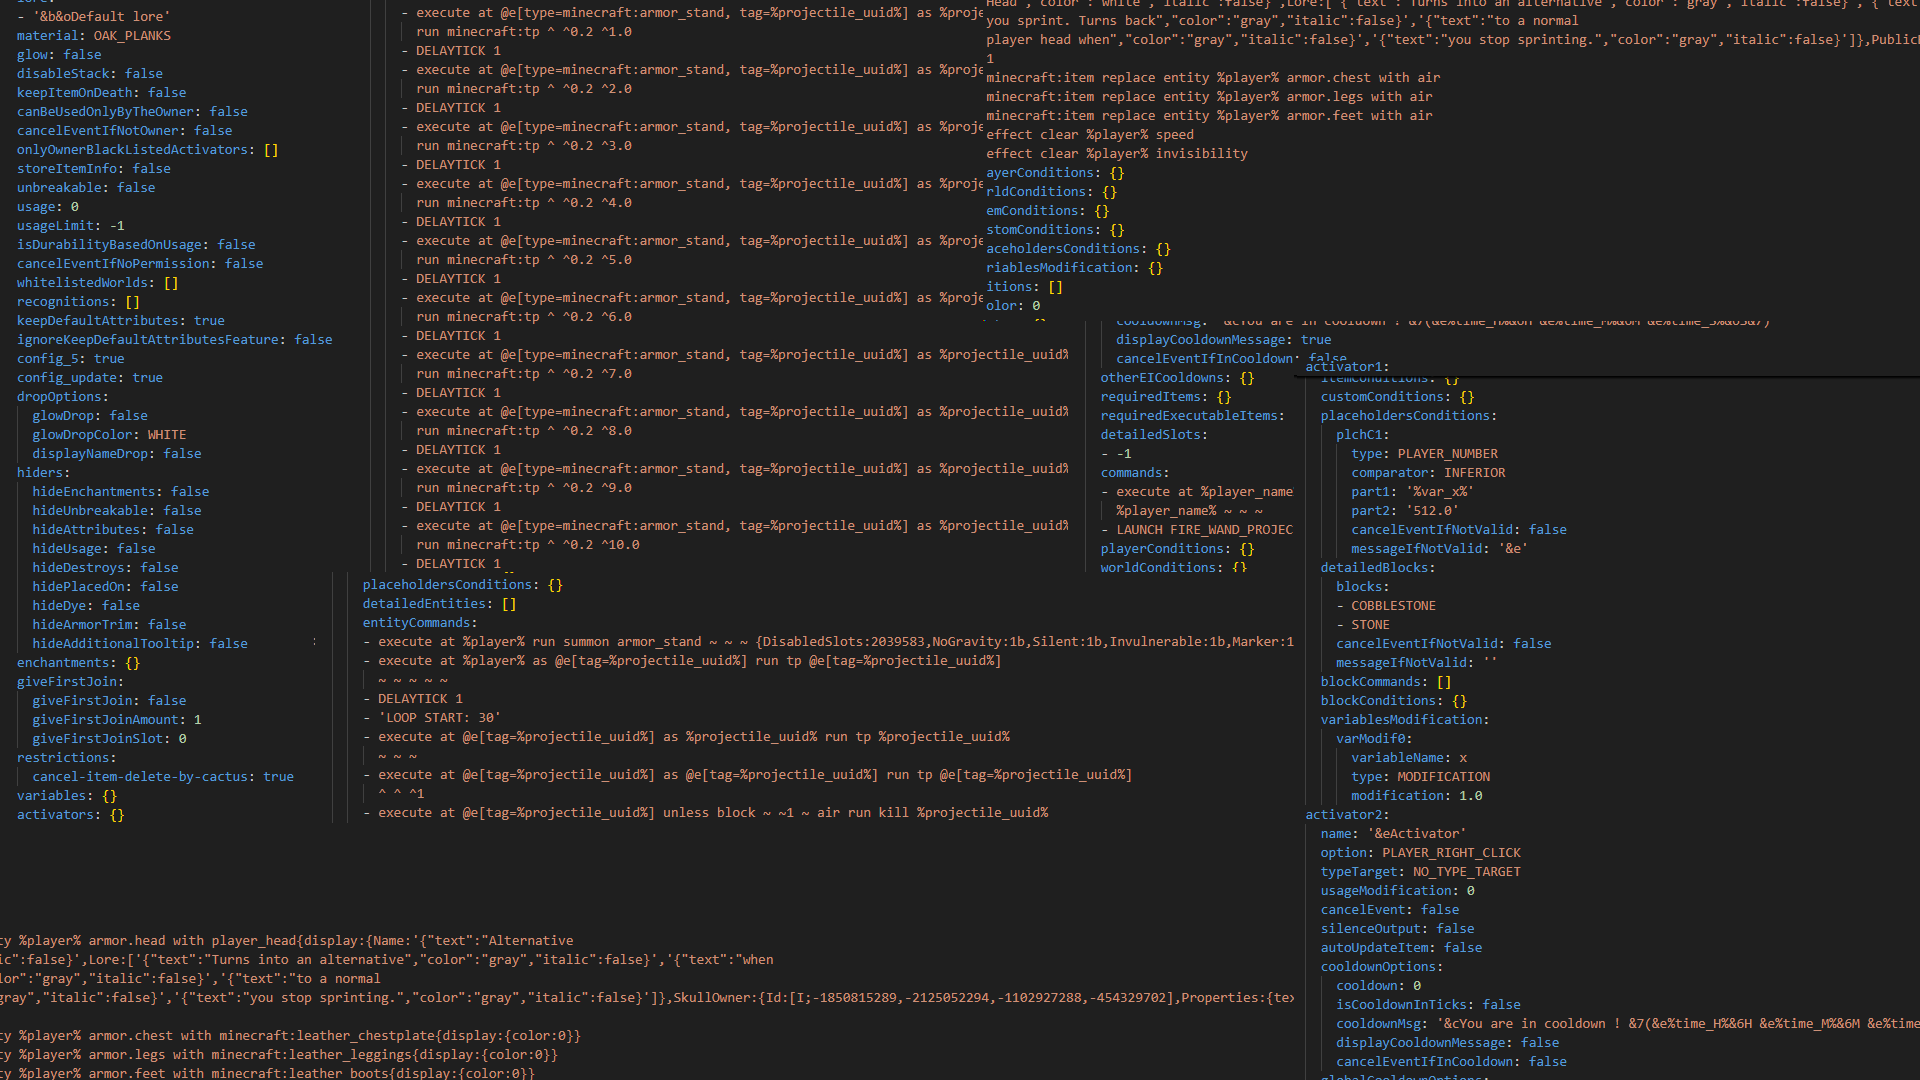 - '&b&oDefault lore'
material: OAK_PLANKS
glow: false
disableStack: false
keepItemOnDeath: false
canBeUsedOnlyByTheOwner: false
cancelEventIfNotOwner: false
onlyOwnerBlackListedActivators: []
storeItemInfo: false
unbreakable: false
usage: 0
usageLimit: -1
isDurabilityBasedOnUsage: false
cancelEventIfNoPermission: false
whitelistedWorlds: []
recognitions: []
keepDefaultAttributes: true
ignoreKeepDefaultAttributesFeature: false
config_5: true
config_update: true
dropOptions:
glowDrop: false
glowDropColor: WHITE
displayNameDrop: false
hiders:
hideEnchantments: false
hideUnbreakable: false
hideAttributes: false
hideUsage: false
hideDestroys: false
hidePlacedOn: false
hideDye: false
hideArmorTrim: false
hideAdditionalTooltip: false
enchantments: {}
giveFirstJoin:
giveFirstJoin: false
giveFirstJoinAmount: 1
giveFirstJoinSlot: 0
restrictions:
cancel-item-delete-by-cactus: true
variables: {}
activators: {}
- execute at @e[type=minecraft:armor_stand, tag=%projectile_uuid%] as %proje
run minecraft:tp ^ ^0.2 ^1.0
- DELAYTICK 1
- execute at @e[type=minecraft:armor_stand, tag=%projectile_uuid%] as %proje
run minecraft:tp ^ ^0.2 ^2.0
- DELAYTICK 1
- execute at @e[type=minecraft:armor_stand, tag=%projectile_uuid%] as %proje
run minecraft:tp ^ ^0.2 ^3.0
- DELAYTICK 1
- execute at @e[type=minecraft:armor_stand, tag=%projectile_uuid%] as %proje
run minecraft:tp ^ ^0.2 ^4.0
- DELAYTICK 1
- execute at @e[type=minecraft:armor_stand, tag=%projectile_uuid%] as %proje
run minecraft:tp ^ ^0.2 ^5.0
- DELAYTICK 1
- execute at @e[type=minecraft:armor_stand, tag=%projectile_uuid%] as %proje
run minecraft:tp ^ ^0.2 ^6.0
- DELAYTICK 1
- execute at @e[type=minecraft:armor_stand, tag=%projectile_uuid%] as %projectile_uuid%
run minecraft:tp ^ ^0.2 ^7.0
- DELAYTICK 1
- execute at @e[type=minecraft:armor_stand, tag=%projectile_uuid%] as %projectile_uuid%
run minecraft:tp ^ ^0.2 ^8.0
- DELAYTICK 1
- execute at @e[type=minecraft:armor_stand, tag=%projectile_uuid%] as %projectile_uuid%
run minecraft:tp ^ ^0.2 ^9.0
- DELAYTICK 1
- execute at @e[type=minecraft:armor_stand, tag=%projectile_uuid%] as %projectile_uuid%
run minecraft:tp ^ ^0.2 ^10.0
- DELAYTICK 1
placeholdersConditions: {}
detailedEntities: []
entityCommands:
- execute at %player% run summon armor_stand ~ ~ ~ {DisabledSlots:2039583,NoGravity:1b,Silent:1b,Invulnerable:1b,Marker:1
- execute at %player% as @e[tag=%projectile_uuid%] run tp @e[tag=%projectile_uuid%]
~ ~ ~ ~ ~
- DELAYTICK 1
- 'LOOP START: 30'
- execute at @e[tag=%projectile_uuid%] as %projectile_uuid% run tp %projectile_uuid%
~ ~ ~
- execute at @e[tag=%projectile_uuid%] as @e[tag=%projectile_uuid%] run tp @e[tag=%projectile_uuid%]
^ ^ ^1
- execute at @e[tag=%projectile_uuid%] unless block ~ ~1 ~ air run kill %projectile_uuid%
Head","color":"white","italic":false}',Lore:['{"text":"Turns into an alternative","color":"gray","italic":false}','{"text
you sprint. Turns back","color":"gray","italic":false}','{"text":"to a normal
player head when","color":"gray","italic":false}','{"text":"you stop sprinting.","color":"gray","italic":false}']},Public
1
minecraft:item replace entity %player% armor.chest with air
minecraft:item replace entity %player% armor.legs with air
minecraft:item replace entity %player% armor.feet with air
effect clear %player% speed
effect clear %player% invisibility
ayerConditions: {}
rldConditions: {}
emConditions: {}
stomConditions: {}
aceholdersConditions: {}
riablesModification: {}
itions: []
olor: 0
cooldownMsg: '&cYou are in cooldown ! &7(&e%time_H%&6H &e%time_M%&6M &e%time_S%&6S&7)'
displayCooldownMessage: true
cancelEventIfInCooldown: false
otherEICooldowns: {}
requiredItems: {}
requiredExecutableItems:
detailedSlots:
- -1
commands:
- execute at %player_name
%player_name% ~ ~ ~
- LAUNCH FIRE_WAND_PROJEC
playerConditions: {}
worldConditions: {}
activator1:
itemConditions: {}
customConditions: {}
placeholdersConditions:
plchC1:
type: PLAYER_NUMBER
comparator: INFERIOR
part1: '%var_x%'
part2: '512.0'
cancelEventIfNotValid: false
messageIfNotValid: '&e'
detailedBlocks:
blocks:
- COBBLESTONE
- STONE
cancelEventIfNotValid: false
messageIfNotValid: ''
blockCommands: []
blockConditions: {}
variablesModification:
varModif0:
variableName: x
type: MODIFICATION
modification: 1.0
activator2:
name: '&eActivator'
option: PLAYER_RIGHT_CLICK
typeTarget: NO_TYPE_TARGET
usageModification: 0
cancelEvent: false
silenceOutput: false
autoUpdateItem: false
cooldownOptions:
cooldown: 0
isCooldownInTicks: false
cooldownMsg: '&cYou are in cooldown ! &7(&e%time_H%&6H &e%time_M%&6M &e%time
displayCooldownMessage: false
cancelEventIfInCooldown: false
ty %player% armor.head with player_head{display:{Name:'{"text":"Alternative
ic":false}',Lore:['{"text":"Turns into an alternative","color":"gray","italic":false}','{"text":"when
lor":"gray","italic":false}','{"text":"to a normal
gray","italic":false}','{"text":"you stop sprinting.","color":"gray","italic":false}']},SkullOwner:{Id:[I;-1850815289,-2125052294,-1102927288,-454329702],Properties:{te
ty %player% armor.chest with minecraft:leather_chestplate{display:{color:0}}
ty %player% armor.legs with minecraft:leather_leggings{display:{color:0}}
ty %player% armor.feet with minecraft:leather_boots{display:{color:0}}